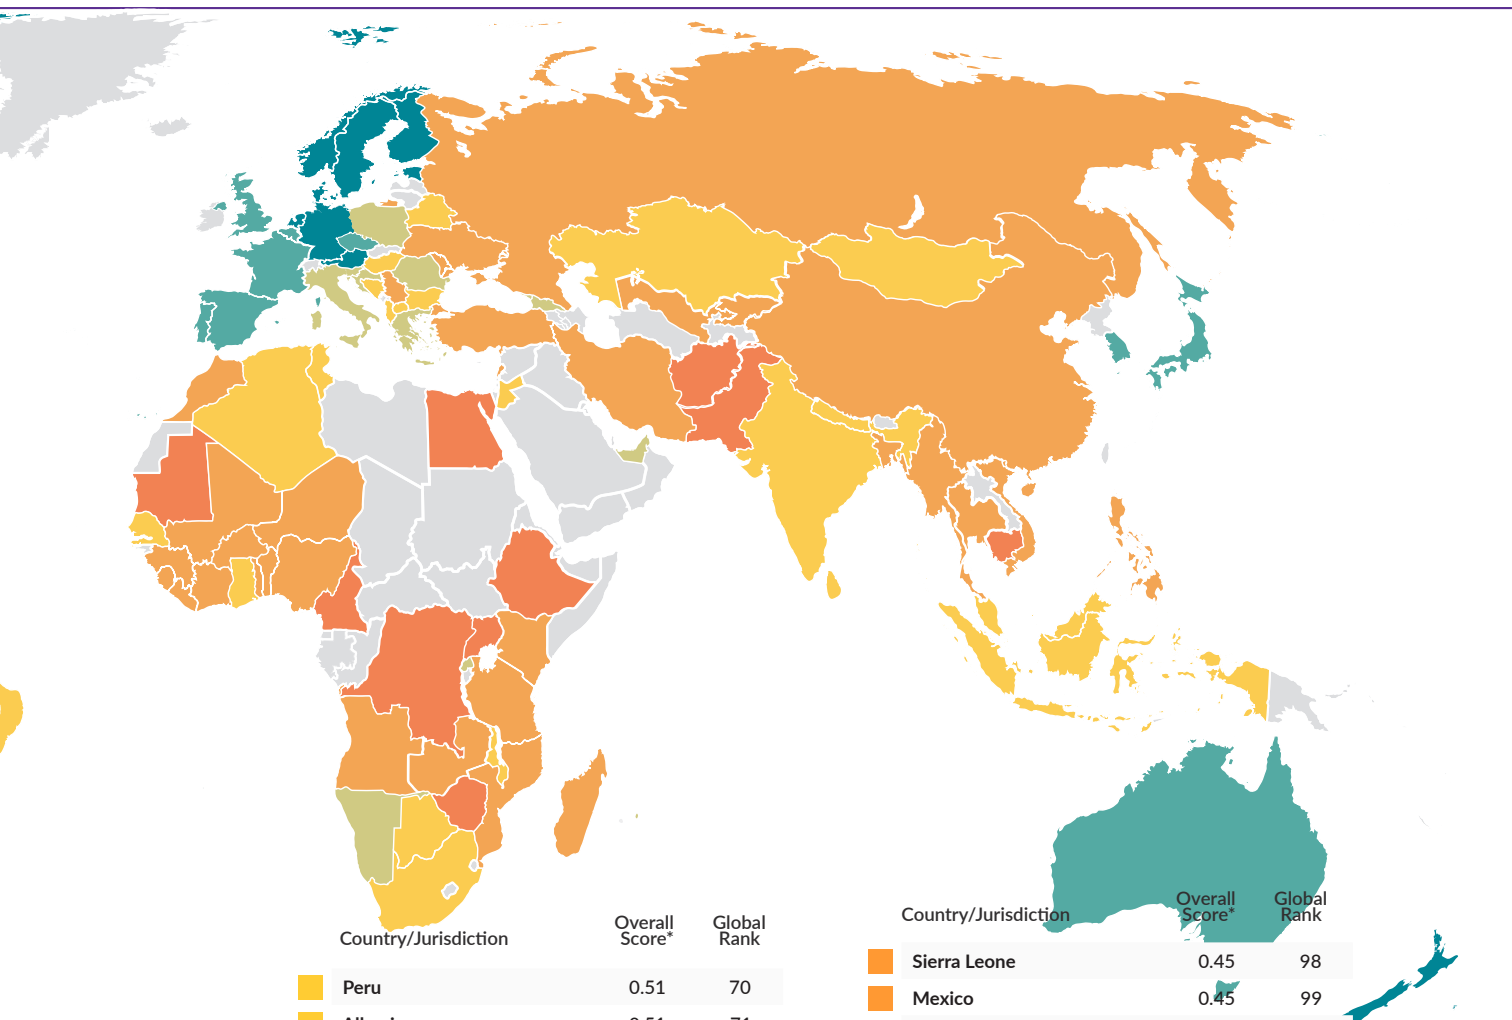 Country/Jurisdiction Overall Score* Global Rank
Peru 0.51 70
Country/Jurisdiction Overall Score* Global Rank
Sierra Leone 0.45 98
Mexico 0.45 99